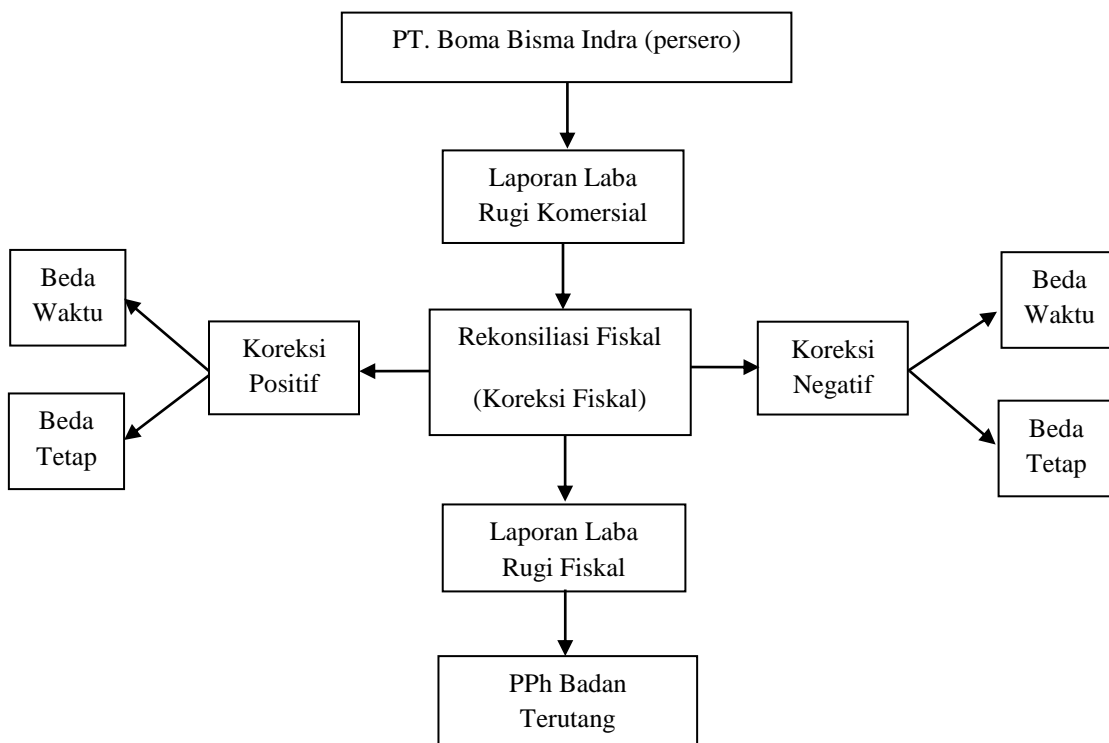 PT. Boma Bisma Indra (persero)
Laporan Laba
Rugi Komersial
Beda
Waktu
Beda
Waktu
Rekonsiliasi Fiskal
(Koreksi Fiskal)
Koreksi
Positif
Koreksi
Negatif
Beda
Tetap
Beda
Tetap
Laporan Laba
Rugi Fiskal
PPh Badan
Terutang